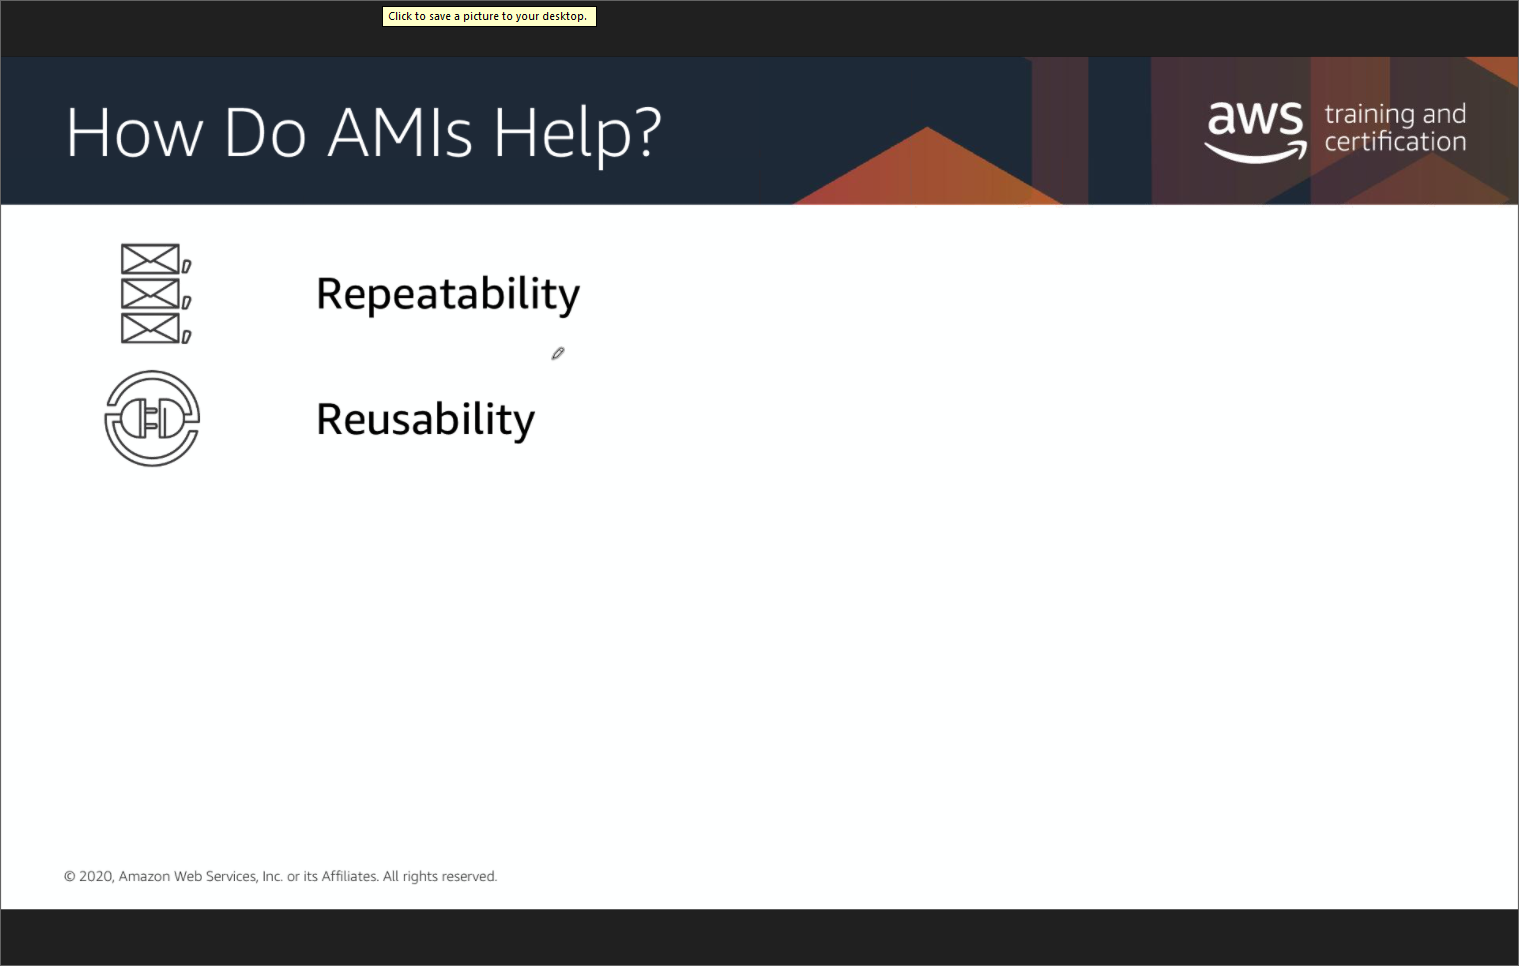 Click to save a picture to your desktop.
How Do AMIs Help?
aws training and
certification
Repeatability
Reusability
© 2020, Amazon Web Services, Inc. or its Affiliates. All rights reserved.